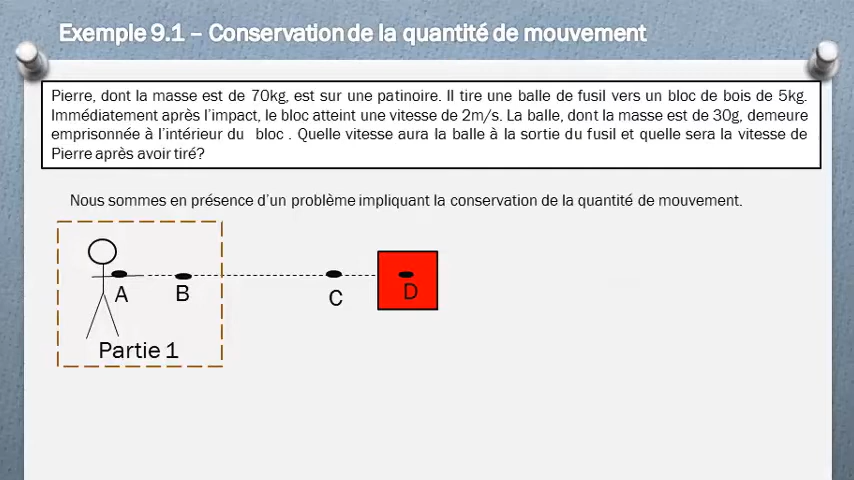 Exemple 9.1 – Conservation de la quantité de mouvement
Pierre, dont la masse est de 70kg, est sur une patinoire. Il tire une balle de fusil vers un bloc de bois de 5kg.
Immédiatement après l'impact, le bloc atteint une vitesse de 2m/s. La balle, dont la masse est de 30g, demeure
emprisonnée à l'intérieur du bloc . Quelle vitesse aura la balle à la sortie du fusil et quelle sera la vitesse de
Pierre après avoir tiré?
Nous sommes en présence d'un problème impliquant la conservation de la quantité de mouvement.
A B C D
Partie 1